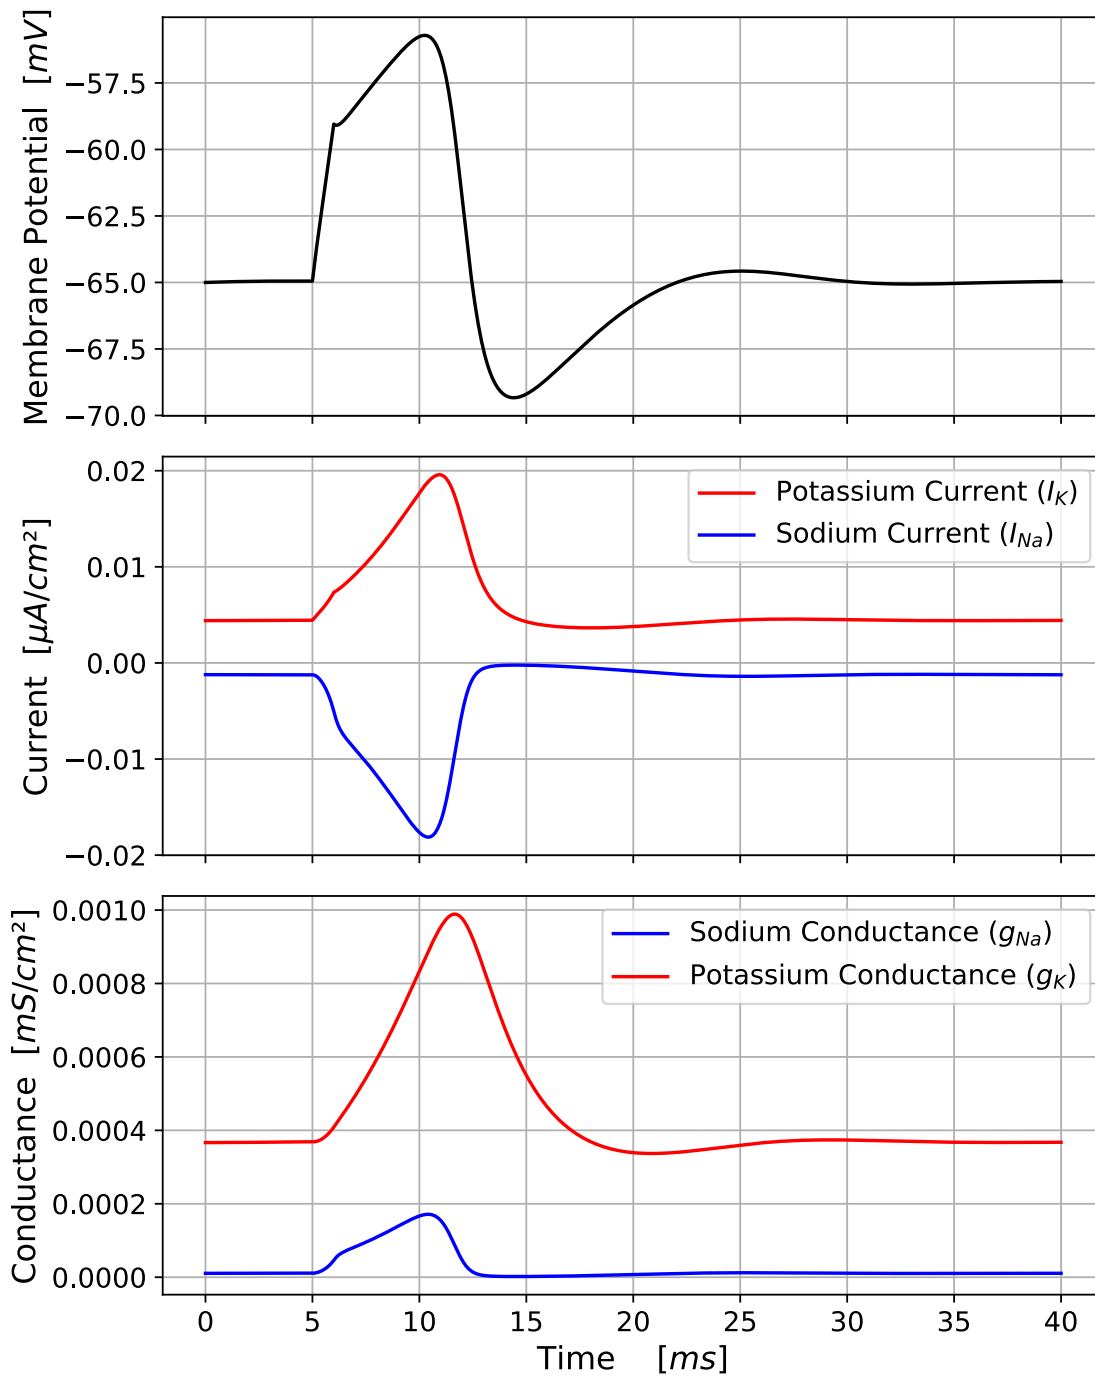 Membrane Potential [mV]
−57.5
−60.0
−62.5
−65.0
−67.5
−70.0
Current [μA/cm²]
0.02
0.01
0.00
−0.01
−0.02
Potassium Current (I_K)
Sodium Current (I_Na)
Conductance [mS/cm²]
0.0010
0.0008
0.0006
0.0004
0.0002
0.0000
Sodium Conductance (g_Na)
Potassium Conductance (g_K)
0 5 10 15 20 25 30 35 40
Time [ms]